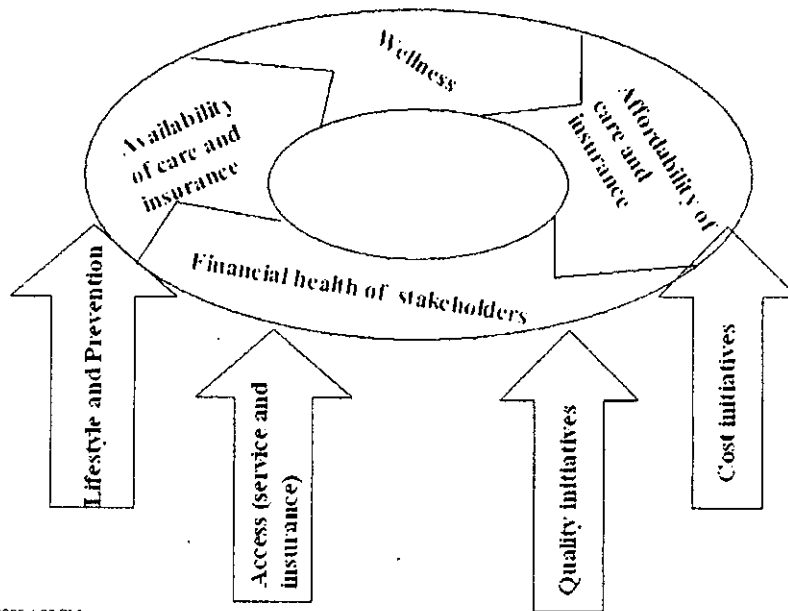 Wellness
Availability
of care and
insurance
Affordability of
care and
insurance
Financial health of stakeholders
Lifestyle and Prevention
Access (service and
insurance)
Quality initiatives
Cost initiatives